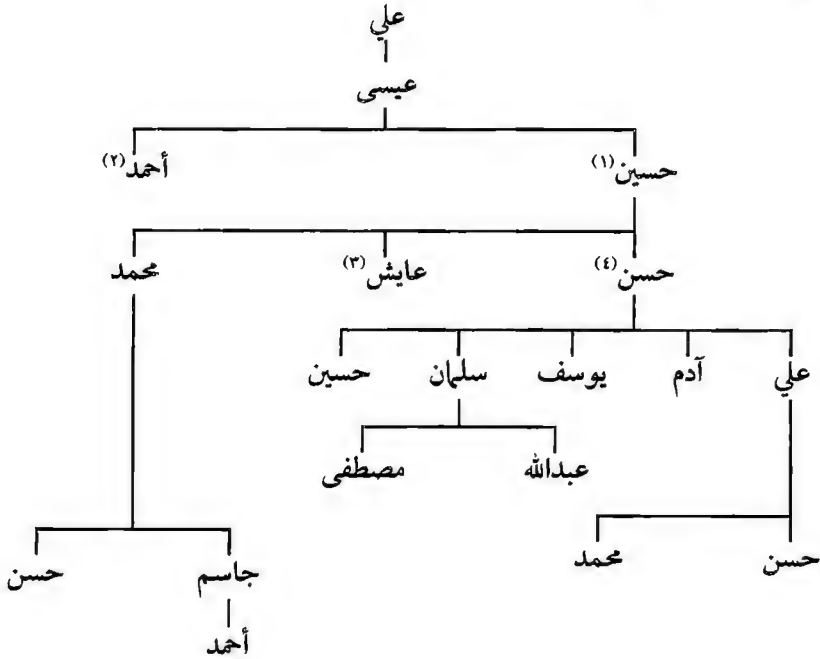 علي
عيسى
حسين (١) أحمد (٢)
حسن (٤) عايش (٣) محمد
علي آدم يوسف سلمان حسين
عبدالله مصطفى
حسن محمد جاسم حسن
أحمد